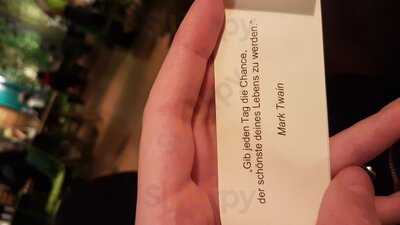 „Gib jeden Tag die Chance,
der schönste deines Lebens zu werden.“
Mark Twain